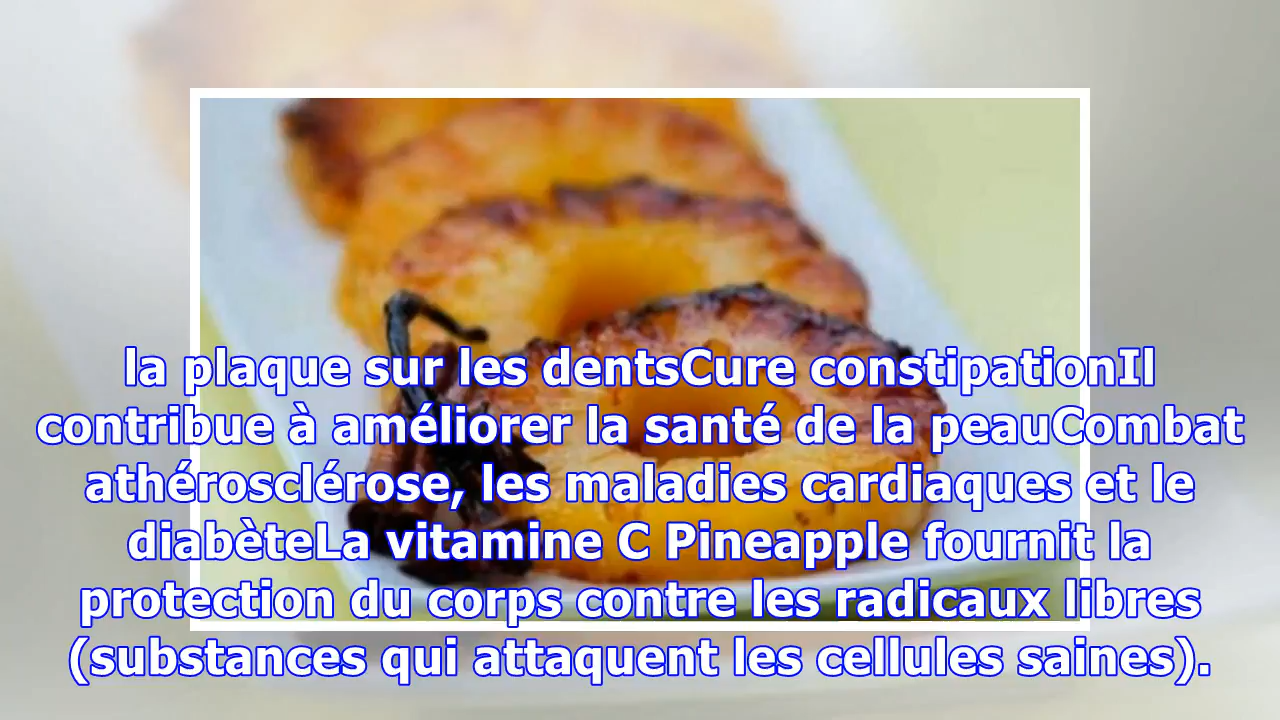 la plaque sur les dentsCure constipationIl
contribue à améliorer la santé de la peauCombat
athérosclérose, les maladies cardiaques et le
diabèteLa vitamine C Pineapple fournit la
protection du corps contre les radicaux libres
(substances qui attaquent les cellules saines).